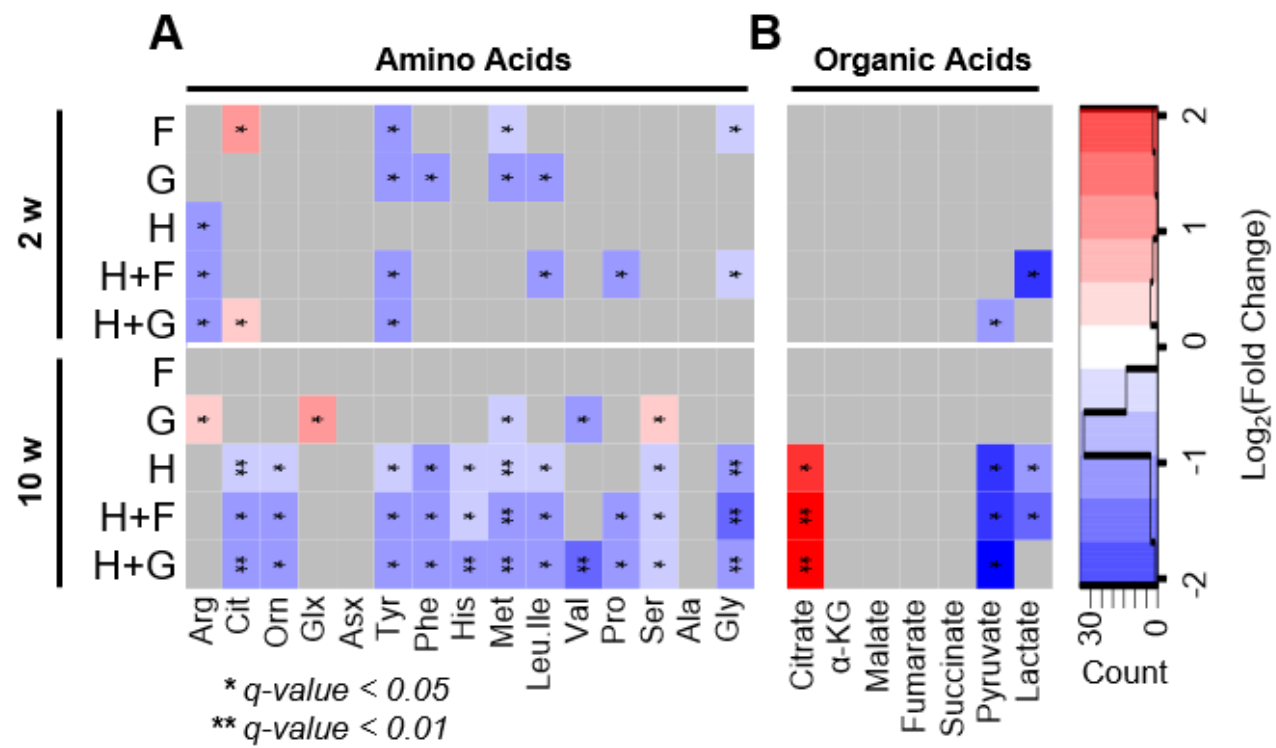 A
B
Amino Acids
Organic Acids
2 w
F
* * * *
G
* * * *
H
*
H+F
* * * * * *
H+G
* * * *
10 w
F
G
* * * * *
H
** * * * * ** * * ** * * *
H+F
* * * * * ** * * * ** ** * *
H+G
** * * * ** ** * ** * * ** ** *
Arg
Cit
Orn
Glx
Asx
Tyr
Phe
His
Met
Leu.Ile
Val
Pro
Ser
Ala
Gly
Citrate
α-KG
Malate
Fumarate
Succinate
Pyruvate
Lactate
2
1
0
-1
-2
Log2(Fold Change)
30
0
Count
* q-value < 0.05
** q-value < 0.01